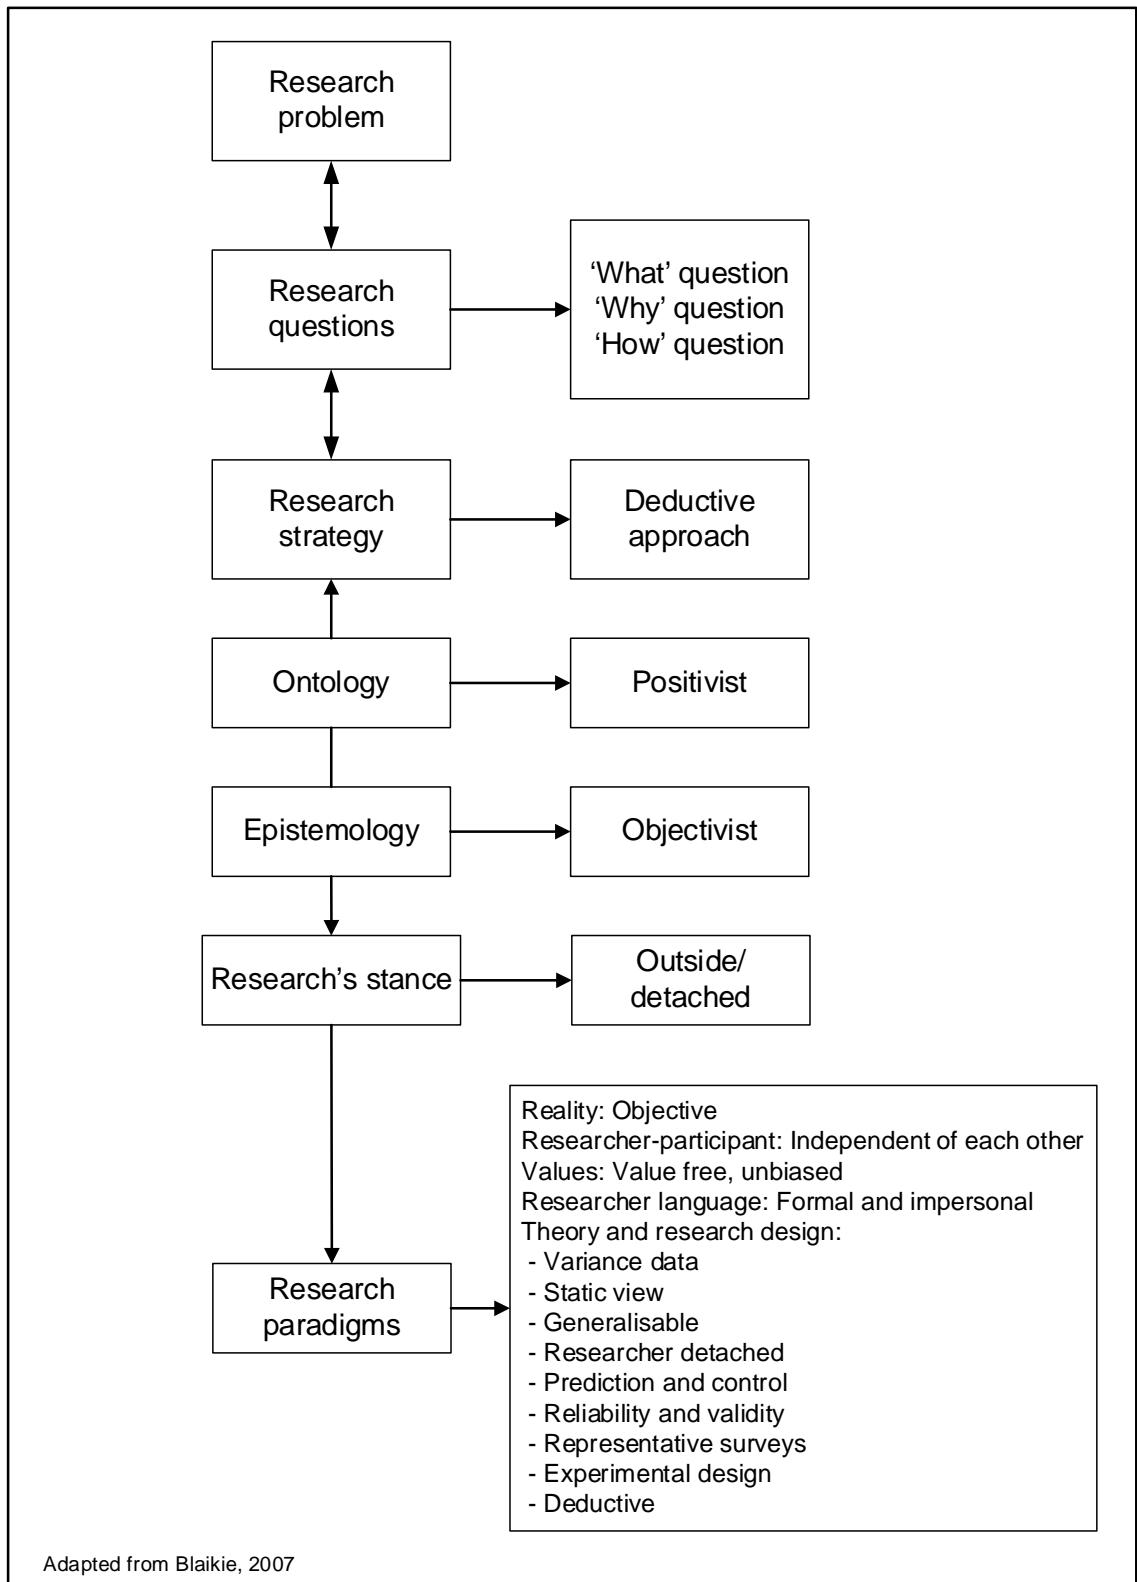 Research
problem
Research
questions
‘What’ question
‘Why’ question
‘How’ question
Research
strategy
Deductive
approach
Ontology
Positivist
Epistemology
Objectivist
Research’s stance
Outside/
detached
Research
paradigms
Reality: Objective
Researcher-participant: Independent of each other
Values: Value free, unbiased
Researcher language: Formal and impersonal
Theory and research design:
- Variance data
- Static view
- Generalisable
- Researcher detached
- Prediction and control
- Reliability and validity
- Representative surveys
- Experimental design
- Deductive
Adapted from Blaikie, 2007